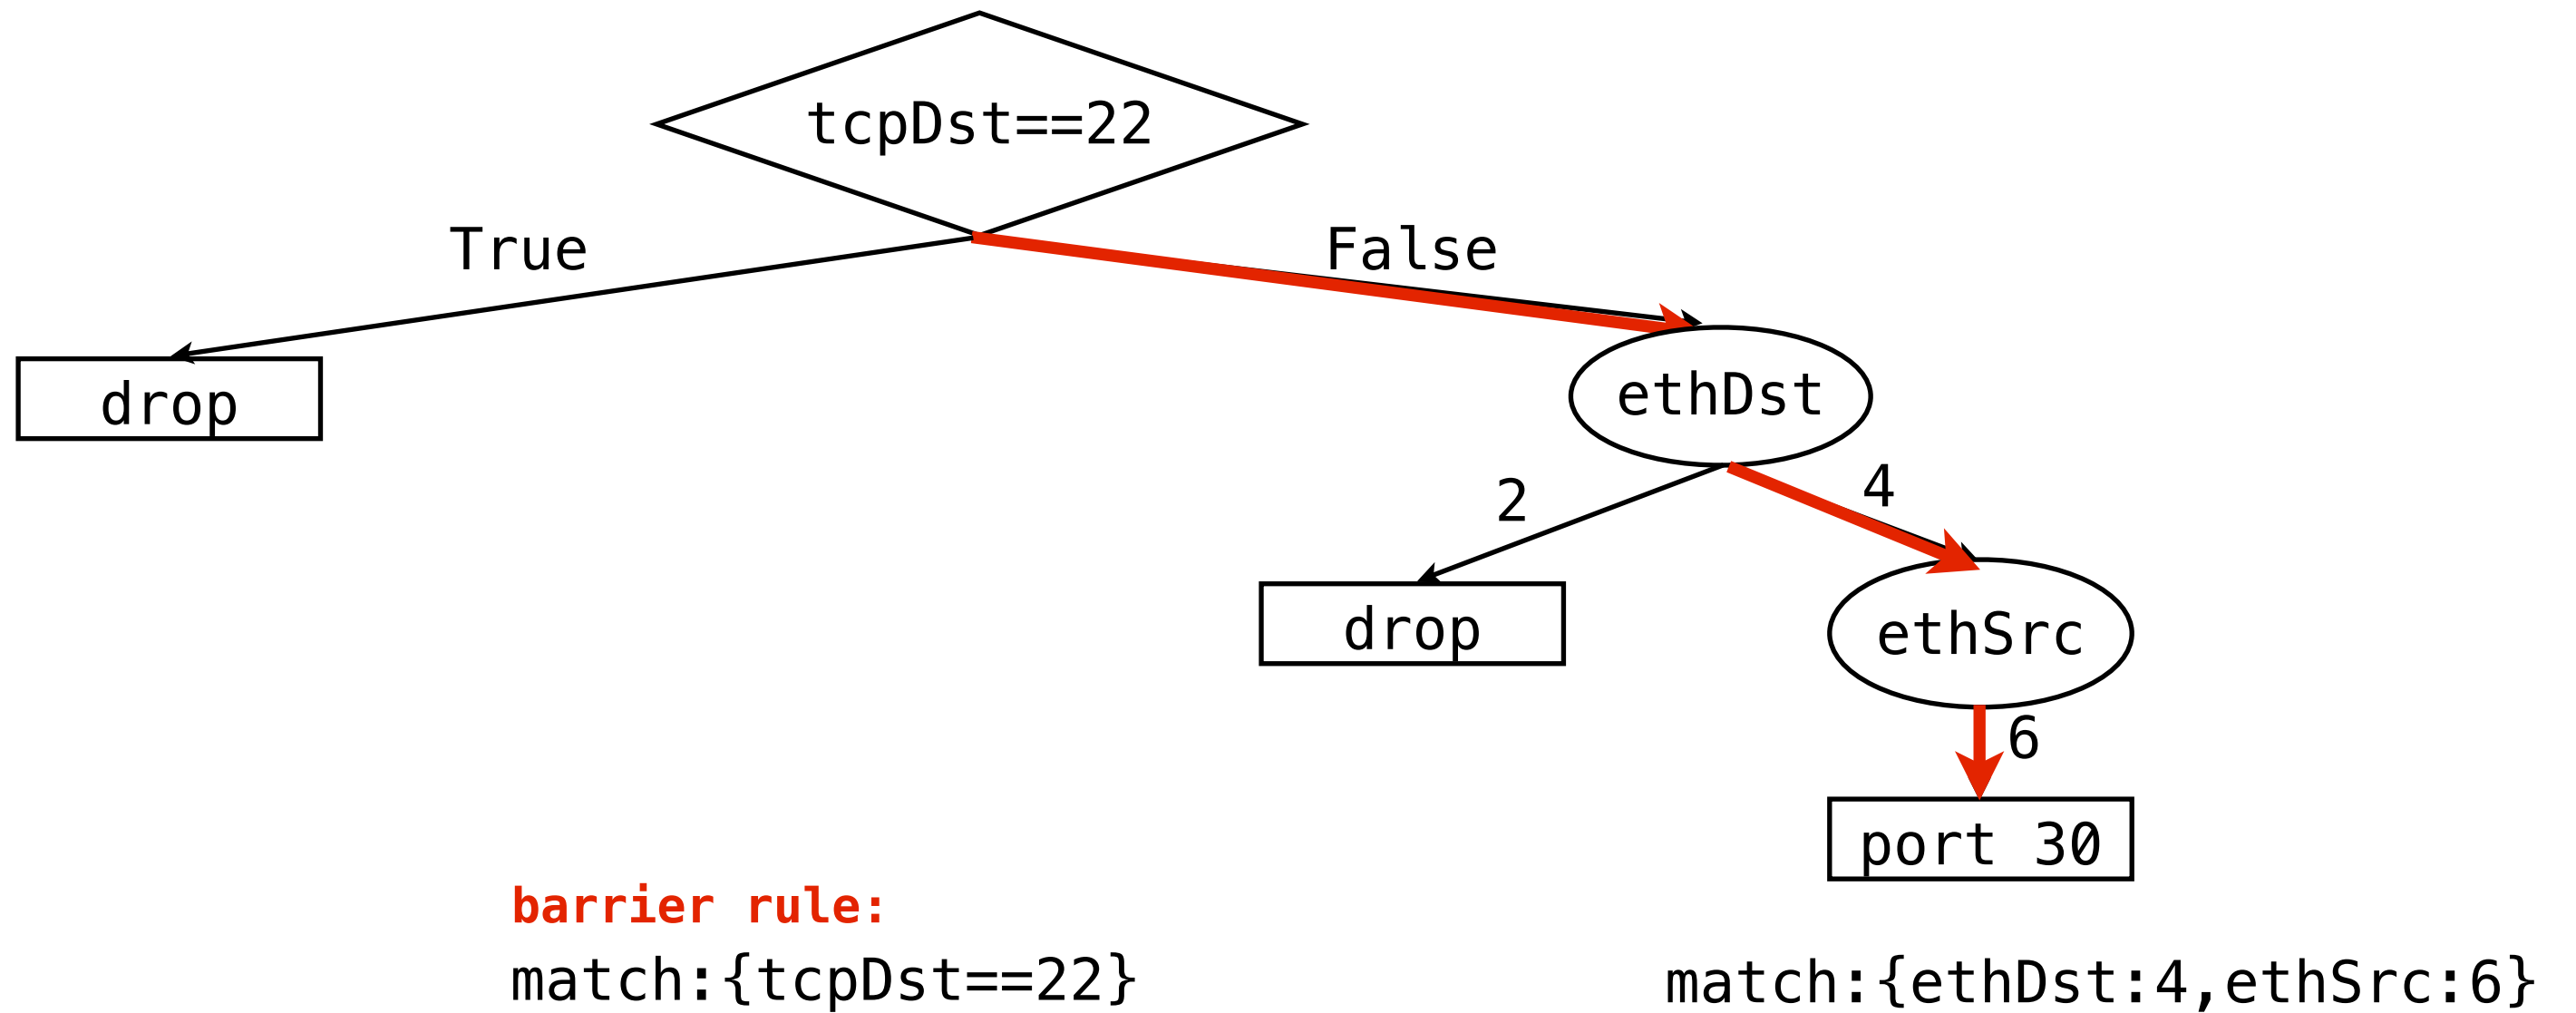 tcpDst==22
True
False
drop
ethDst
2
4
drop
ethSrc
6
port 30
barrier rule:
match:{tcpDst==22}
match:{ethDst:4,ethSrc:6}